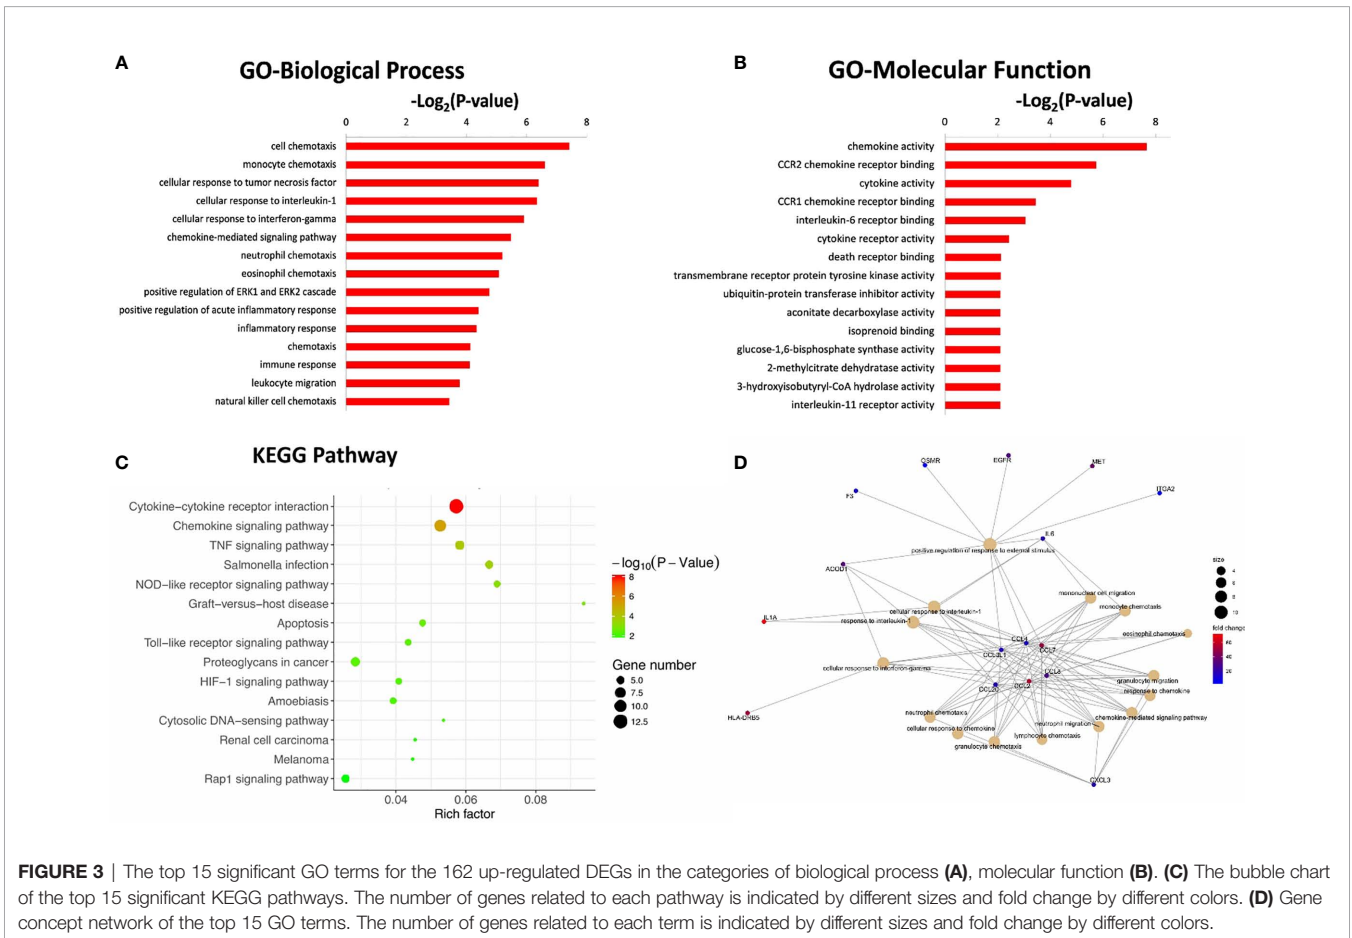 A
GO-Biological Process
-Log2(P-value)
0 2 4 6 8
cell chemotaxis
monocyte chemotaxis
cellular response to tumor necrosis factor
cellular response to interleukin-1
cellular response to interferon-gamma
chemokine-mediated signaling pathway
neutrophil chemotaxis
eosinophil chemotaxis
positive regulation of ERK1 and ERK2 cascade
positive regulation of acute inflammatory response
inflammatory response
chemotaxis
immune response
leukocyte migration
natural killer cell chemotaxis
B
GO-Molecular Function
-Log2(P-value)
0 2 4 6 8
chemokine activity
CCR2 chemokine receptor binding
cytokine activity
CCR1 chemokine receptor binding
interleukin-6 receptor binding
cytokine receptor activity
death receptor binding
transmembrane receptor protein tyrosine kinase activity
ubiquitin-protein transferase inhibitor activity
aconitate decarboxylase activity
isoprenoid binding
glucose-1,6-bisphosphate synthase activity
2-methylcitrate dehydratase activity
3-hydroxyisobutyryl-CoA hydrolase activity
interleukin-11 receptor activity
C
KEGG Pathway
Cytokine-cytokine receptor interaction
Chemokine signaling pathway
TNF signaling pathway
Salmonella infection
NOD-like receptor signaling pathway
Graft-versus-host disease
Apoptosis
Toll-like receptor signaling pathway
Proteoglycans in cancer
HIF-1 signaling pathway
Amoebiasis
Cytosolic DNA-sensing pathway
Renal cell carcinoma
Melanoma
Rap1 signaling pathway
0.04 0.06 0.08
Rich factor
−log10(P−Value)
8
6
4
2
Gene number
5.0
7.5
10.0
12.5
D
OSMR
EGFR
MET
F3
ITGA2
IL6
positive regulation of response to external stimulus
ACOD1
mononuclear cell migration
cellular response to interleukin-1
monocyte chemotaxis
IL1A
response to interleukin-1
eosinophil chemotaxis
CCL4
CCL7
CCL3L1
cellular response to interferon-gamma
CCL8
granulocyte migration
CCL20
CCL2
response to chemokine
HLA-DRB5
neutrophil chemotaxis
chemokine-mediated signaling pathway
neutrophil migration
cellular response to chemokine
lymphocyte chemotaxis
granulocyte chemotaxis
CXCL3
size
4
6
8
10
fold change
60
40
20
FIGURE 3 | The top 15 significant GO terms for the 162 up-regulated DEGs in the categories of biological process (A), molecular function (B). (C) The bubble chart
of the top 15 significant KEGG pathways. The number of genes related to each pathway is indicated by different sizes and fold change by different colors. (D) Gene
concept network of the top 15 GO terms. The number of genes related to each term is indicated by different sizes and fold change by different colors.